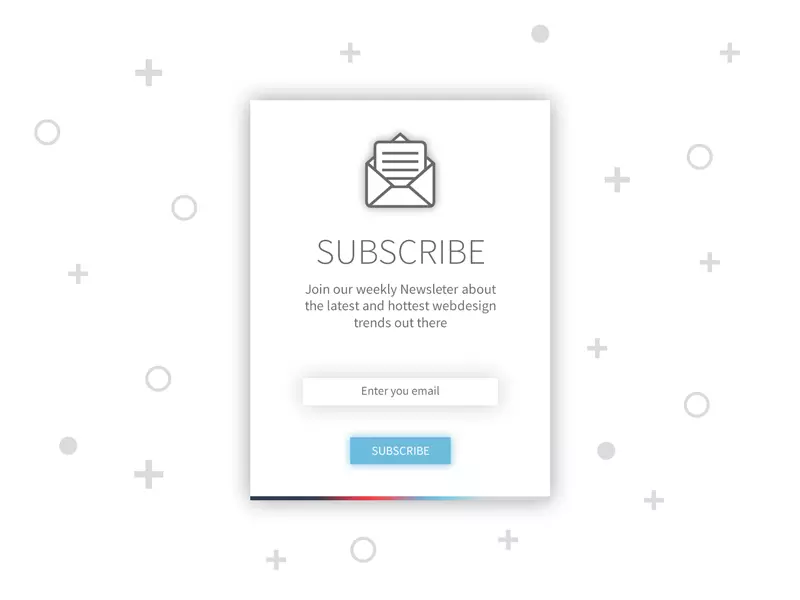 SUBSCRIBE
Join our weekly Newsleter about
the latest and hottest webdesign
trends out there
Enter you email
SUBSCRIBE